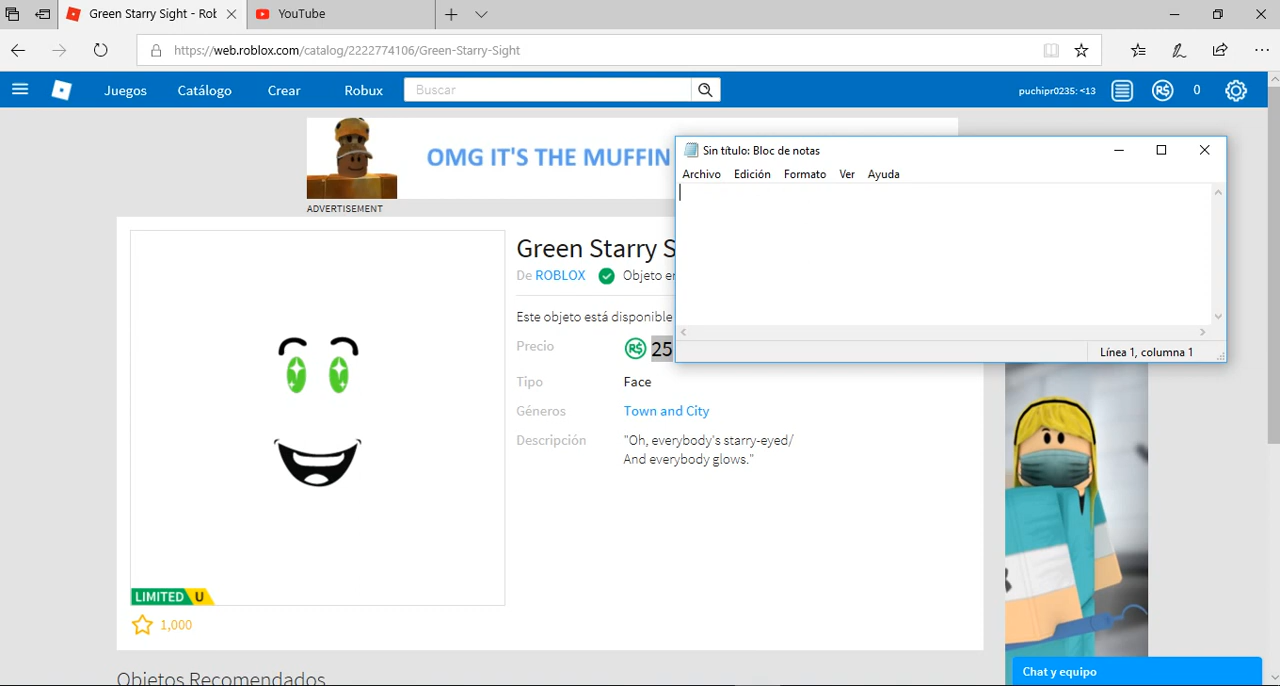 Green Starry Sight - Rob
YouTube
https://web.roblox.com/catalog/2222774106/Green-Starry-Sight
Juegos
Catálogo
Crear
Robux
Buscar
puchipr0235: <13
R$
0
OMG IT'S THE MUFFIN
ADVERTISEMENT
Sin título: Bloc de notas
Archivo Edición Formato Ver Ayuda
Línea 1, columna 1
Green Starry S
De ROBLOX
Objeto en
Este objeto está disponible
Precio
R$ 25
Tipo
Face
Géneros
Town and City
Descripción
"Oh, everybody's starry-eyed/
And everybody glows."
LIMITED U
1,000
Objetos Recomendados
Chat y equipo